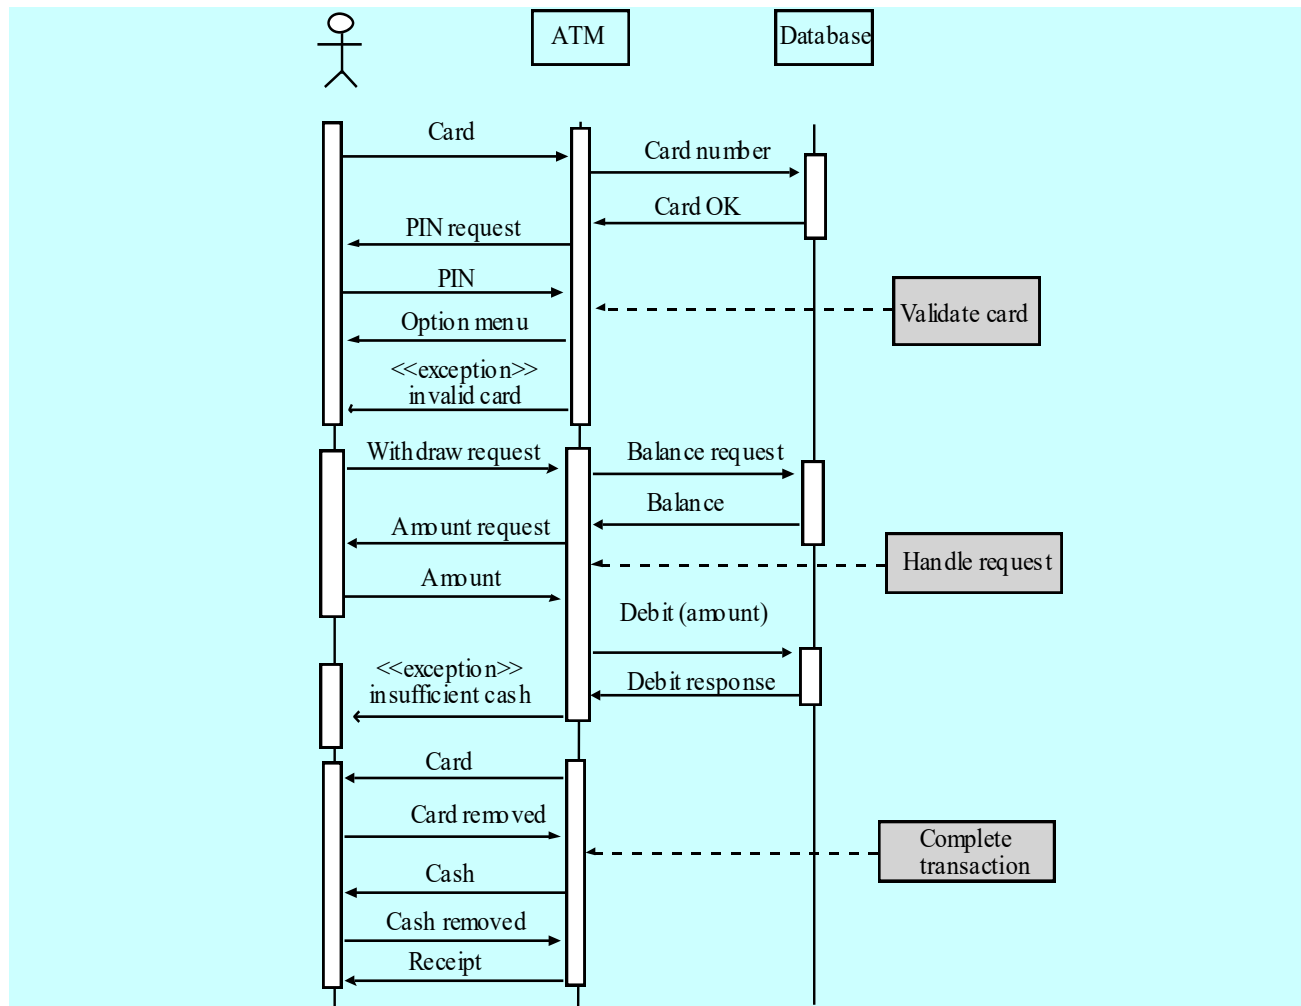 ATM
Database
Card
Card number
Card OK
PIN request
PIN
Validate card
Option menu
<<exception>>
invalid card
Withdraw request
Balance request
Balance
Amount request
Handle request
Amount
Debit (amount)
<<exception>>
insufficient cash
Debit response
Card
Card removed
Complete
transaction
Cash
Cash removed
Receipt